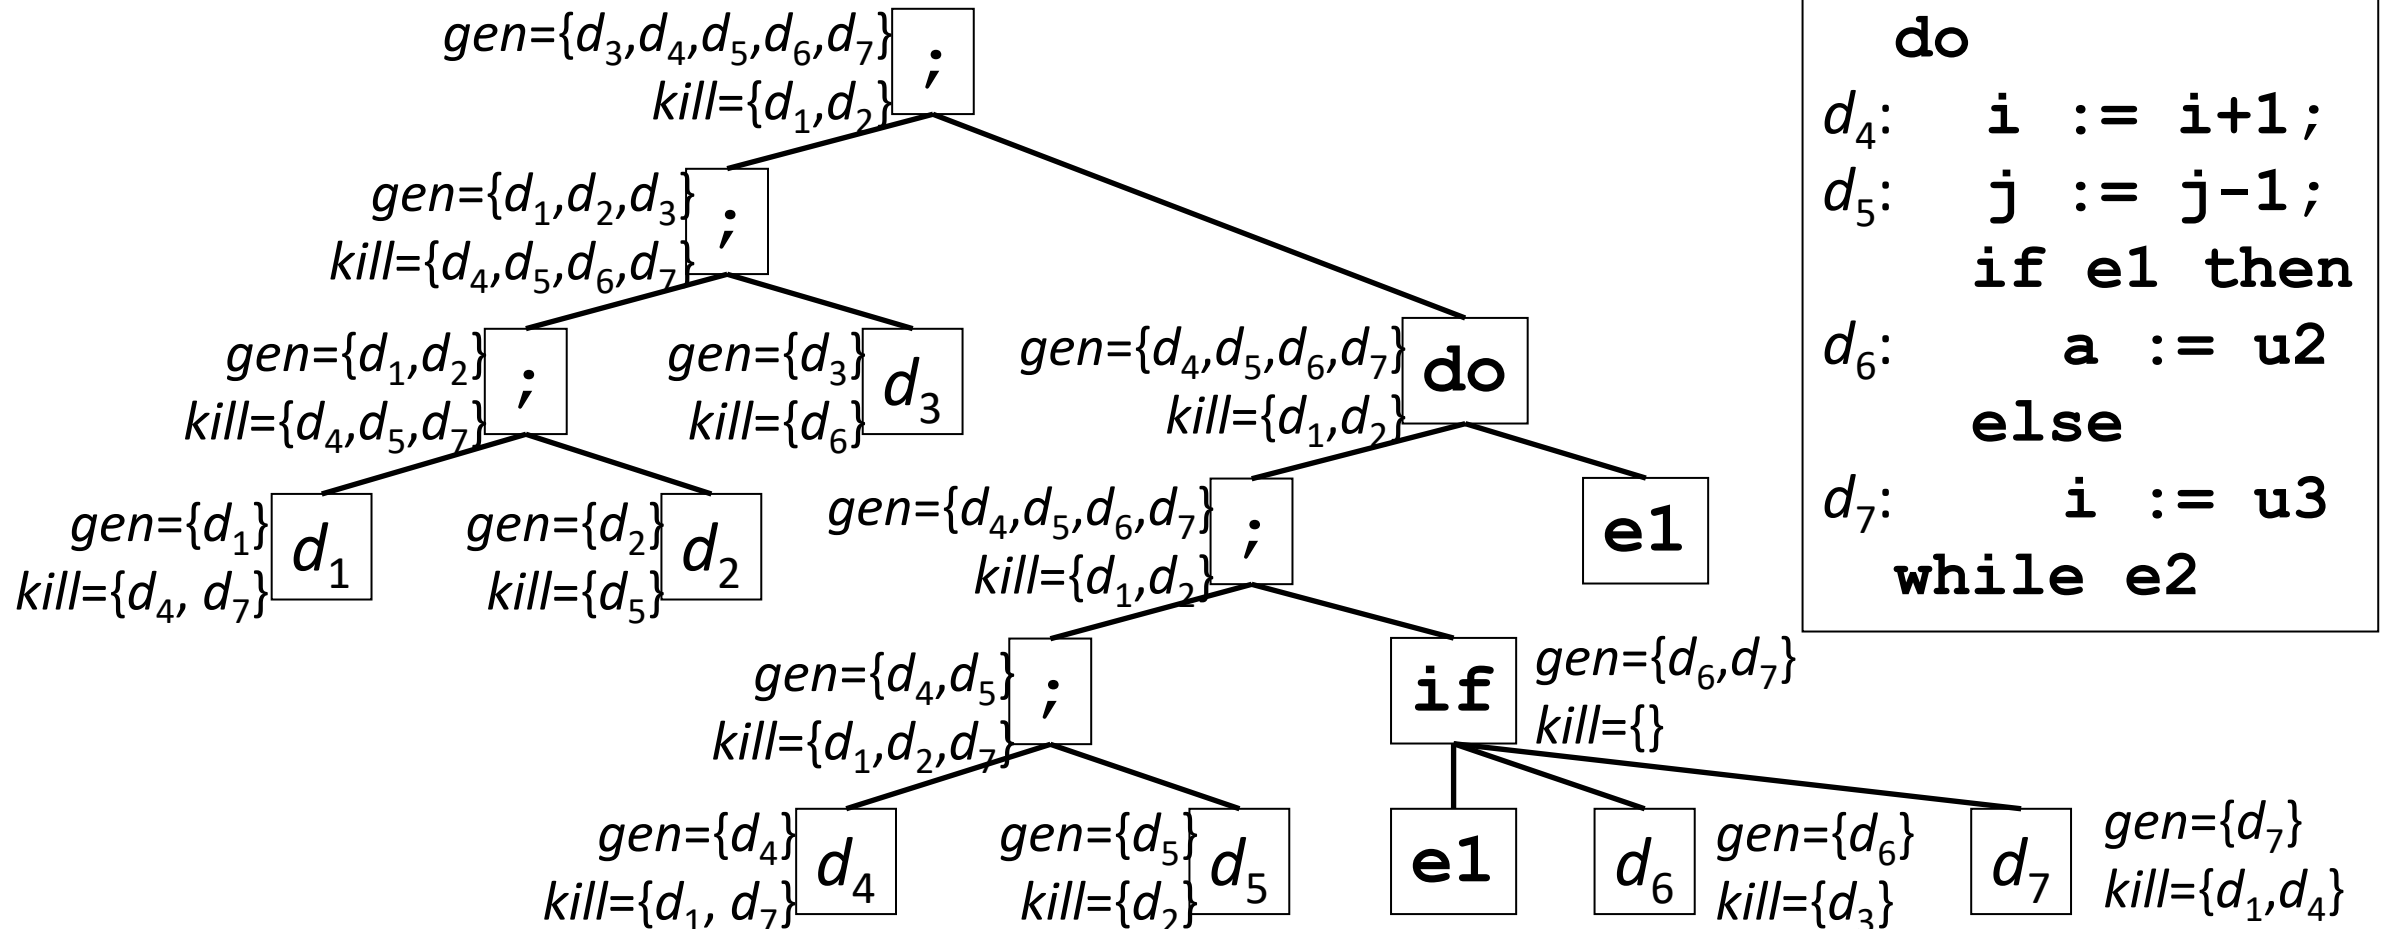 gen={d3,d4,d5,d6,d7}
;
kill={d1,d2}
gen={d1,d2,d3}
;
kill={d4,d5,d6,d7}
gen={d1,d2}
;
kill={d4,d5,d7}
gen={d3}
d3
kill={d6}
gen={d4,d5,d6,d7}
do
kill={d1,d2}
gen={d1}
d1
kill={d4, d7}
gen={d2}
d2
kill={d5}
gen={d4,d5,d6,d7}
;
kill={d1,d2}
e1
gen={d4,d5}
;
kill={d1,d2,d7}
if
gen={d6,d7}
kill={}
gen={d4}
d4
kill={d1, d7}
gen={d5}
d5
kill={d2}
e1
d6
gen={d6}
kill={d3}
d7
gen={d7}
kill={d1,d4}
do
d4: i := i+1;
d5: j := j-1;
if e1 then
d6: a := u2
else
d7: i := u3
while e2